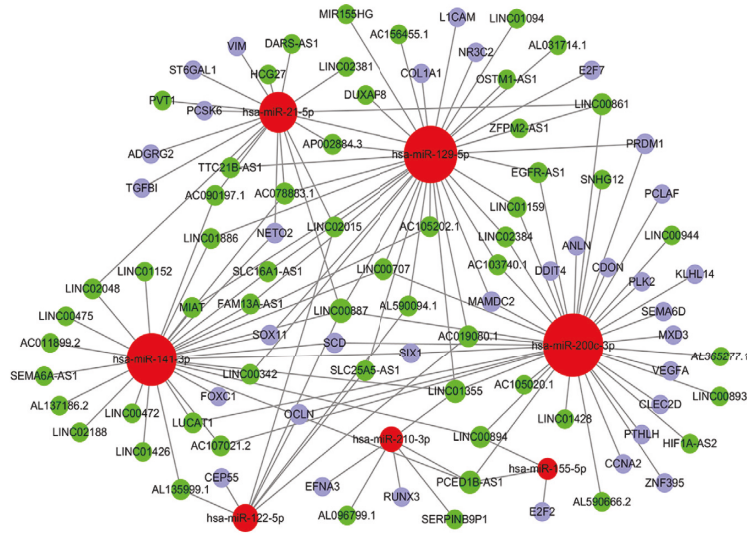 MIR155HG
L1CAM
LINC01094
AC156455.1
VIM
DARS-AS1
NR3C2
AL031714.1
ST6GAL1
HCG27
LINC02381
COL1A1
OSTM1-AS1
E2F7
PVT1
PCSK6
DUXAP8
LINC00861
hsa-miR-21-5p
ZFPM2-AS1
AP002884.3
hsa-miR-129-5p
PRDM1
ADGRG2
TTC21B-AS1
EGFR-AS1
SNHG12
TGFBI
AC090197.1
AC078883.1
PCLAF
LINC01159
LINC02015
AC105202.1
LINC00944
LINC01886
NETO2
LINC02384
ANLN
LINC01152
SLC16A1-AS1
LINC00707
AC103740.1
CDON
KLHL14
LINC02048
DDIT4
PLK2
FAM13A-AS1
MIAT
LINC00887
AL590094.1
MAMDC2
SEMA6D
LINC00475
MXD3
AC011899.2
SOX11
SCD
AC019080.1
hsa-miR-200c-3p
hsa-miR-141-3p
SIX1
AL365277.1
SEMA6A-AS1
LINC00342
SLC25A5-AS1
VEGFA
AC105020.1
LINC01355
FOXC1
LINC00893
AL137186.2
LINC00472
CLEC2D
OCLN
LINC01428
LUCAT1
LINC02188
PTHLH
LINC00894
hsa-miR-210-3p
HIF1A-AS2
LINC01426
AC107021.2
CCNA2
hsa-miR-155-5p
CEP55
PCED1B-AS1
ZNF395
AL135999.1
EFNA3
RUNX3
AL590666.2
hsa-miR-122-5p
AL096799.1
SERPINB9P1
E2F2